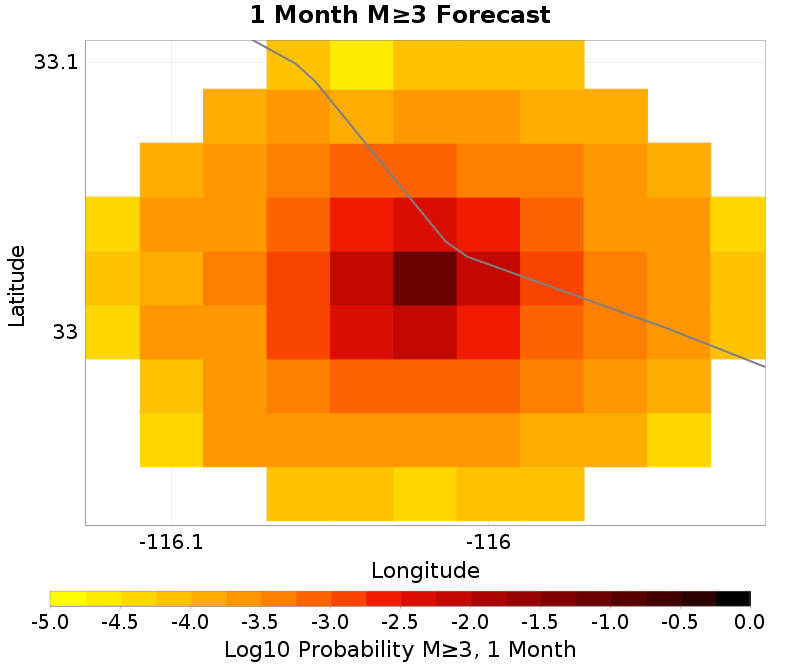 1 Month M≥3 Forecast
33.1
33
Latitude
-116.1 -116
Longitude
-5.0 -4.5 -4.0 -3.5 -3.0 -2.5 -2.0 -1.5 -1.0 -0.5 0.0
Log10 Probability M≥3, 1 Month